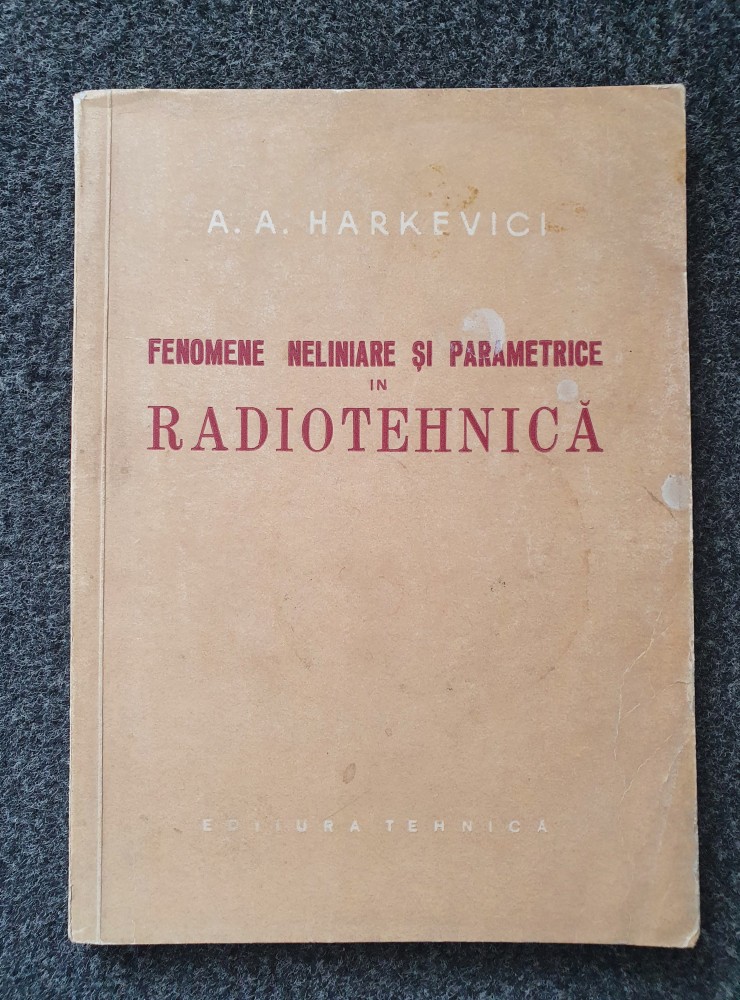 A. A. HARKEVICI
FENOMENE NELINIARE ȘI PARAMETRICE
IN
RADIOTEHNICĂ
EDITURA TEHNICĂ